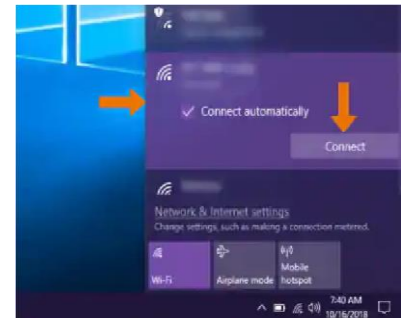 Connect automatically
Connect
Network & Internet settings
Change settings, such as making a connection metered.
Wi-Fi
Airplane mode
Mobile
hotspot
7:40 AM
10/16/2018